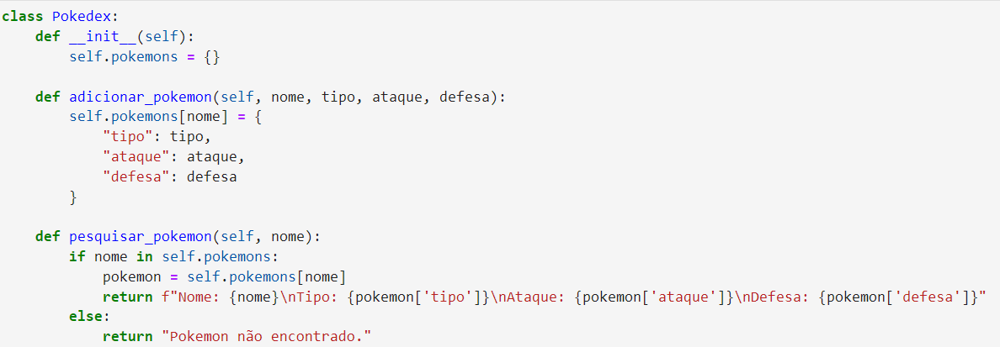 class Pokedex:
    def __init__(self):
        self.pokemons = {}

    def adicionar_pokemon(self, nome, tipo, ataque, defesa):
        self.pokemons[nome] = {
            "tipo": tipo,
            "ataque": ataque,
            "defesa": defesa
        }

    def pesquisar_pokemon(self, nome):
        if nome in self.pokemons:
            pokemon = self.pokemons[nome]
            return f"Nome: {nome}\nTipo: {pokemon['tipo']}\nAtaque: {pokemon['ataque']}\nDefesa: {pokemon['defesa']}"
        else:
            return "Pokemon não encontrado."